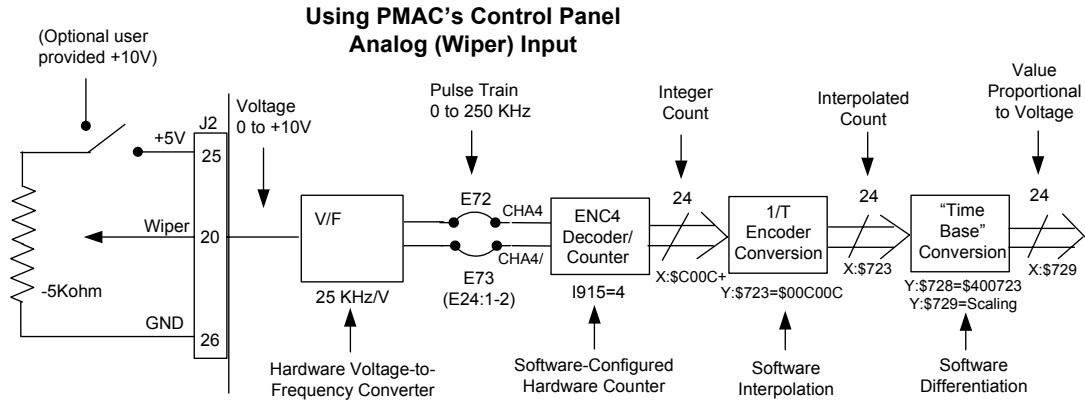 Using PMAC's Control Panel
Analog (Wiper) Input
(Optional user
provided +10V)
+5V
J2
25
Wiper
20
-5Kohm
GND
26
Voltage
0 to +10V
V/F
25 KHz/V
Hardware Voltage-to-
Frequency Converter
Pulse Train
0 to 250 KHz
E72
CHA4
E73
CHA4/
(E24:1-2)
ENC4
Decoder/
Counter
I915=4
Software-Configured
Hardware Counter
Integer
Count
24
X:$C00C+
1/T
Encoder
Conversion
Y:$723=$00C00C
Software
Interpolation
Interpolated
Count
24
X:$723
“Time
Base”
Conversion
Y:$728=$400723
Y:$729=Scaling
Software
Differentiation
Value
Proportional
to Voltage
24
X:$729